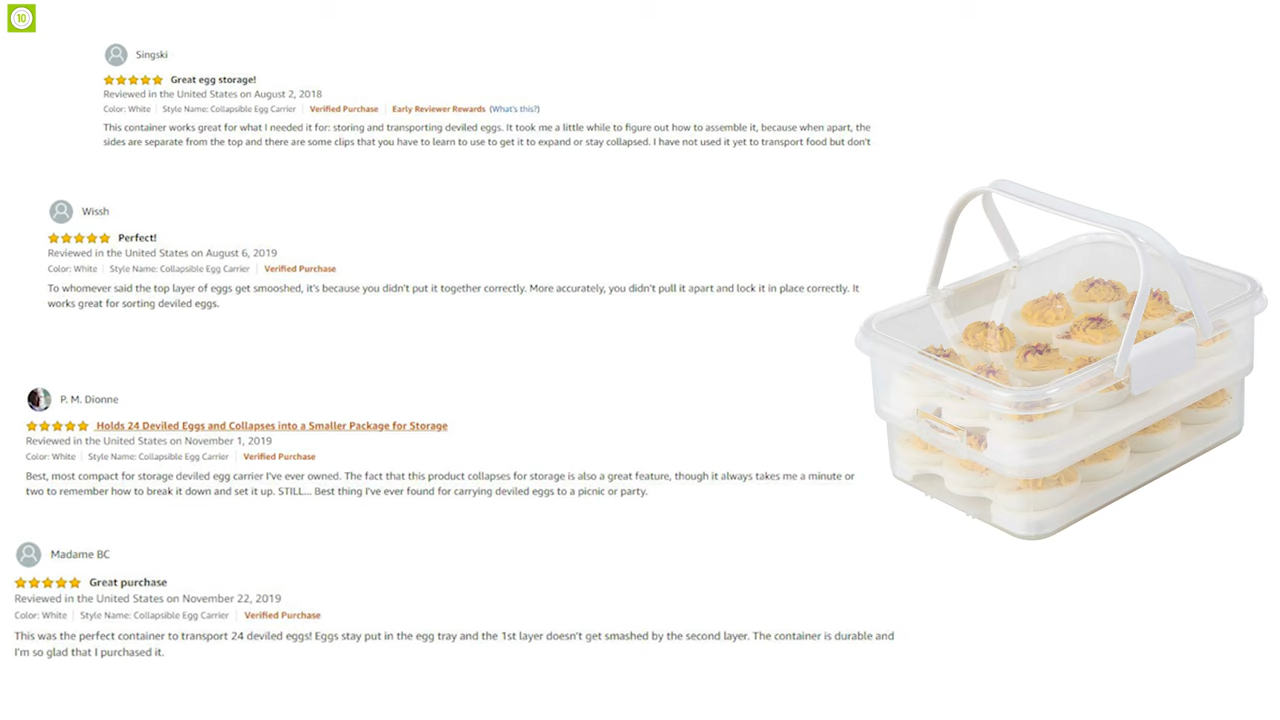 10
Singski
Great egg storage!
Reviewed in the United States on August 2, 2018
Color: White | Style Name: Collapsible Egg Carrier | Verified Purchase | Early Reviewer Rewards (What's this?)
This container works great for what I needed it for: storing and transporting deviled eggs. It took me a little while to figure out how to assemble it, because when apart, the
sides are separate from the top and there are some clips that you have to learn to use to get it to expand or stay collapsed. I have not used it yet to transport food but don't
Wissh
Perfect!
Reviewed in the United States on August 6, 2019
Color: White | Style Name: Collapsible Egg Carrier | Verified Purchase
To whomever said the top layer of eggs get smooshed, it's because you didn't put it together correctly. More accurately, you didn't pull it apart and lock it in place correctly. It
works great for sorting deviled eggs.
P. M. Dionne
Holds 24 Deviled Eggs and Collapses into a Smaller Package for Storage
Reviewed in the United States on November 1, 2019
Color: White | Style Name: Collapsible Egg Carrier | Verified Purchase
Best, most compact for storage deviled egg carrier I've ever owned. The fact that this product collapses for storage is also a great feature, though it always takes me a minute or
two to remember how to break it down and set it up. STILL... Best thing I've ever found for carrying deviled eggs to a picnic or party.
Madame BC
Great purchase
Reviewed in the United States on November 22, 2019
Color: White | Style Name: Collapsible Egg Carrier | Verified Purchase
This was the perfect container to transport 24 deviled eggs! Eggs stay put in the egg tray and the 1st layer doesn't get smashed by the second layer. The container is durable and
I'm so glad that I purchased it.